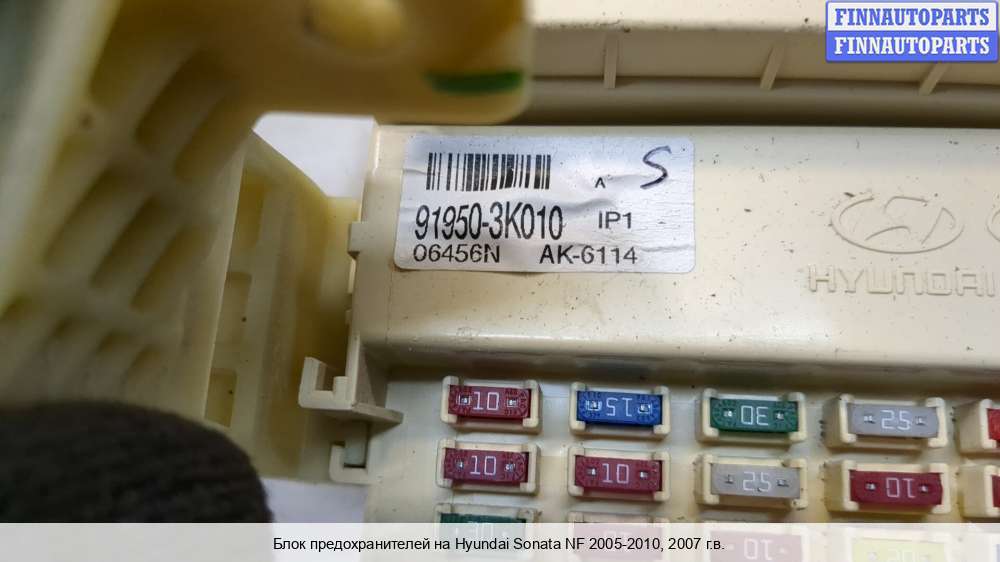 FINNAUTOPARTS
FINNAUTOPARTS
A S
91950-3K010 IP1
06456N AK-6114
HYUNDAI
10 15 30 25
10 10 25 10
Блок предохранителей на Hyundai Sonata NF 2005-2010, 2007 г.в.